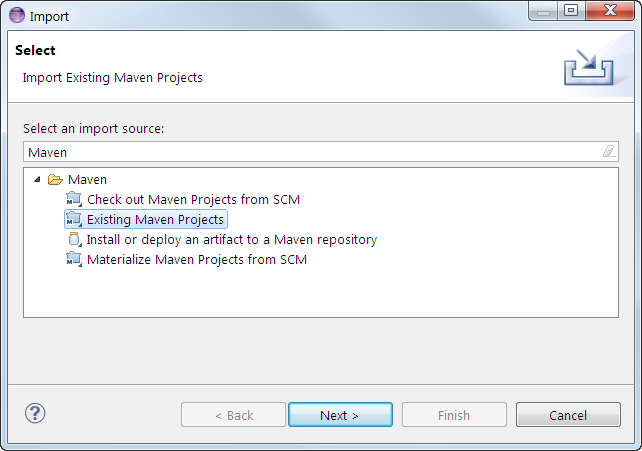 Import
Select
Import Existing Maven Projects
Select an import source:
Maven
Maven
Check out Maven Projects from SCM
Existing Maven Projects
Install or deploy an artifact to a Maven repository
Materialize Maven Projects from SCM
? < Back Next > Finish Cancel